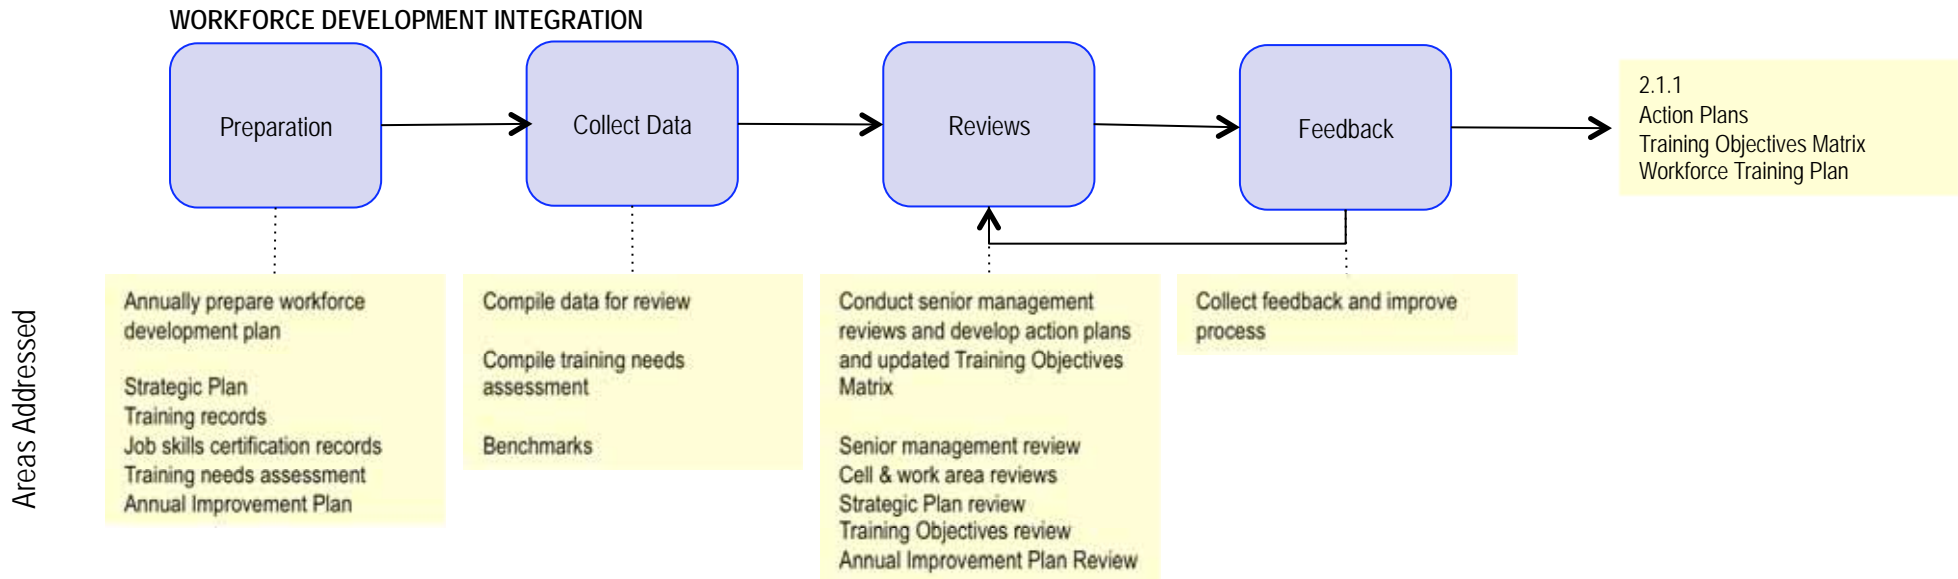 WORKFORCE DEVELOPMENT INTEGRATION
Preparation
Collect Data
Reviews
Feedback
2.1.1
Action Plans
Training Objectives Matrix
Workforce Training Plan
Areas Addressed
Annually prepare workforce
development plan
Strategic Plan
Training records
Job skills certification records
Training needs assessment
Annual Improvement Plan
Compile data for review
Compile training needs
assessment
Benchmarks
Conduct senior management
reviews and develop action plans
and updated Training Objectives
Matrix
Senior management review
Cell & work area reviews
Strategic Plan review
Training Objectives review
Annual Improvement Plan Review
Collect feedback and improve
process